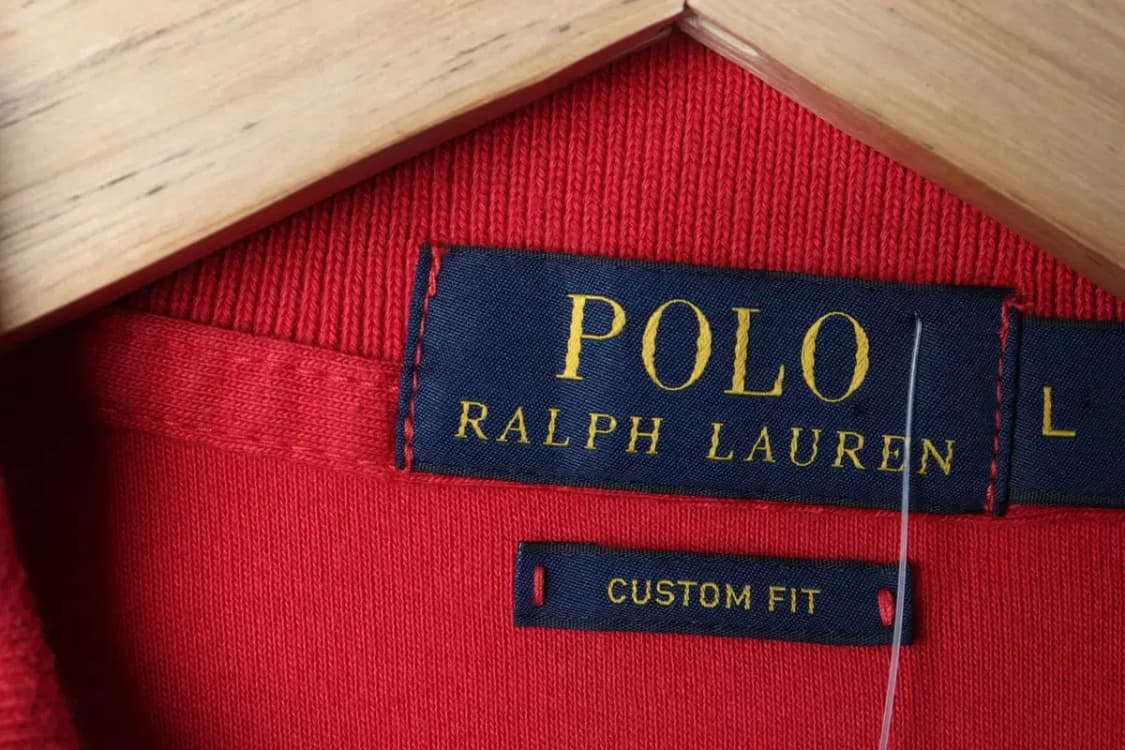 POLO
RALPH LAUREN
L
CUSTOM FIT